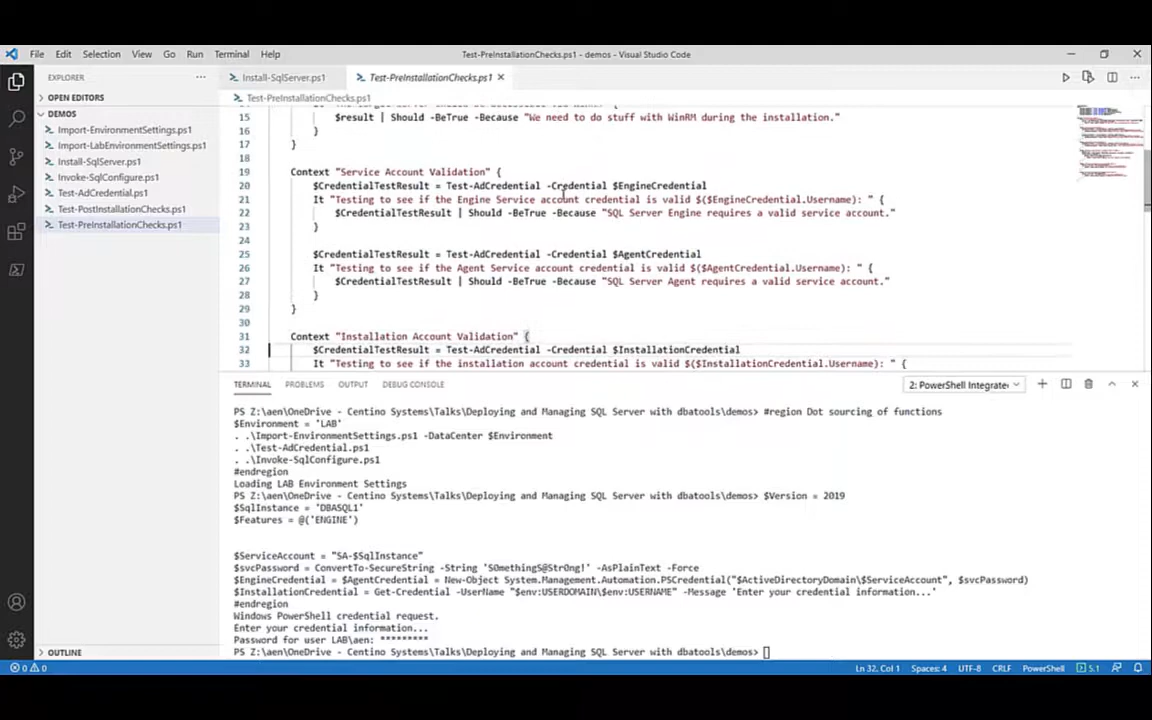 File Edit Selection View Go Run Terminal Help
Test-PreInstallationChecks.ps1 - demos - Visual Studio Code
EXPLORER
OPEN EDITORS
DEMOS
Import-EnvironmentSettings.ps1
Import-LabEnvironmentSettings.ps1
Install-SqlServer.ps1
Invoke-SqlConfigure.ps1
Test-AdCredential.ps1
Test-PostInstallationChecks.ps1
Test-PreInstallationChecks.ps1
OUTLINE
Install-SqlServer.ps1
Test-PreInstallationChecks.ps1
Test-PreInstallationChecks.ps1
15 $result | Should -BeTrue -Because "We need to do stuff with WinRM during the installation."
16 }
17 }
18
19 Context "Service Account Validation" {
20 $CredentialTestResult = Test-AdCredential -Credential $EngineCredential
21 It "Testing to see if the Engine Service account credential is valid $($EngineCredential.Username): " {
22 $CredentialTestResult | Should -BeTrue -Because "SQL Server Engine requires a valid service account."
23 }
24
25 $CredentialTestResult = Test-AdCredential -Credential $AgentCredential
26 It "Testing to see if the Agent Service account credential is valid $($AgentCredential.Username): " {
27 $CredentialTestResult | Should -BeTrue -Because "SQL Server Agent requires a valid service account."
28 }
29 }
30
31 Context "Installation Account Validation" {
32 $CredentialTestResult = Test-AdCredential -Credential $InstallationCredential
33 It "Testing to see if the installation account credential is valid $($InstallationCredential.Username): " {
TERMINAL PROBLEMS OUTPUT DEBUG CONSOLE
2: PowerShell Integrate
PS Z:\aen\OneDrive - Centino Systems\Talks\Deploying and Managing SQL Server with dbatools\demos> #region Dot sourcing of functions
$Environment = 'LAB'
. .\Import-EnvironmentSettings.ps1 -DataCenter $Environment
. .\Test-AdCredential.ps1
. .\Invoke-SqlConfigure.ps1
#endregion
Loading LAB Environment Settings
PS Z:\aen\OneDrive - Centino Systems\Talks\Deploying and Managing SQL Server with dbatools\demos> $Version = 2019
$SqlInstance = 'DBASQL1'
$Features = @('ENGINE')
$ServiceAccount = "SA-$SqlInstance"
$svcPassword = ConvertTo-SecureString -String 'S0methingS@Str0ng!' -AsPlainText -Force
$EngineCredential = $AgentCredential = New-Object System.Management.Automation.PSCredential("$ActiveDirectoryDomain\$ServiceAccount", $svcPassword)
$InstallationCredential = Get-Credential -UserName "$env:USERDOMAIN\$env:USERNAME" -Message 'Enter your credential information...'
#endregion
Windows PowerShell credential request.
Enter your credential information...
Password for user LAB\aen: *********
PS Z:\aen\OneDrive - Centino Systems\Talks\Deploying and Managing SQL Server with dbatools\demos>
0 0
Ln 32, Col 1 Spaces: 4 UTF-8 CRLF PowerShell 5.1